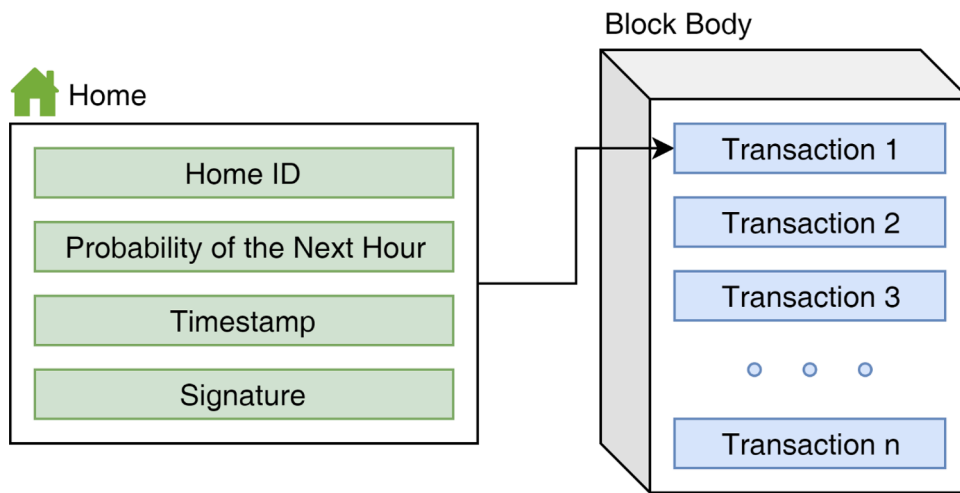 Block Body
Home
Home ID
Probability of the Next Hour
Timestamp
Signature
Transaction 1
Transaction 2
Transaction 3
Transaction n